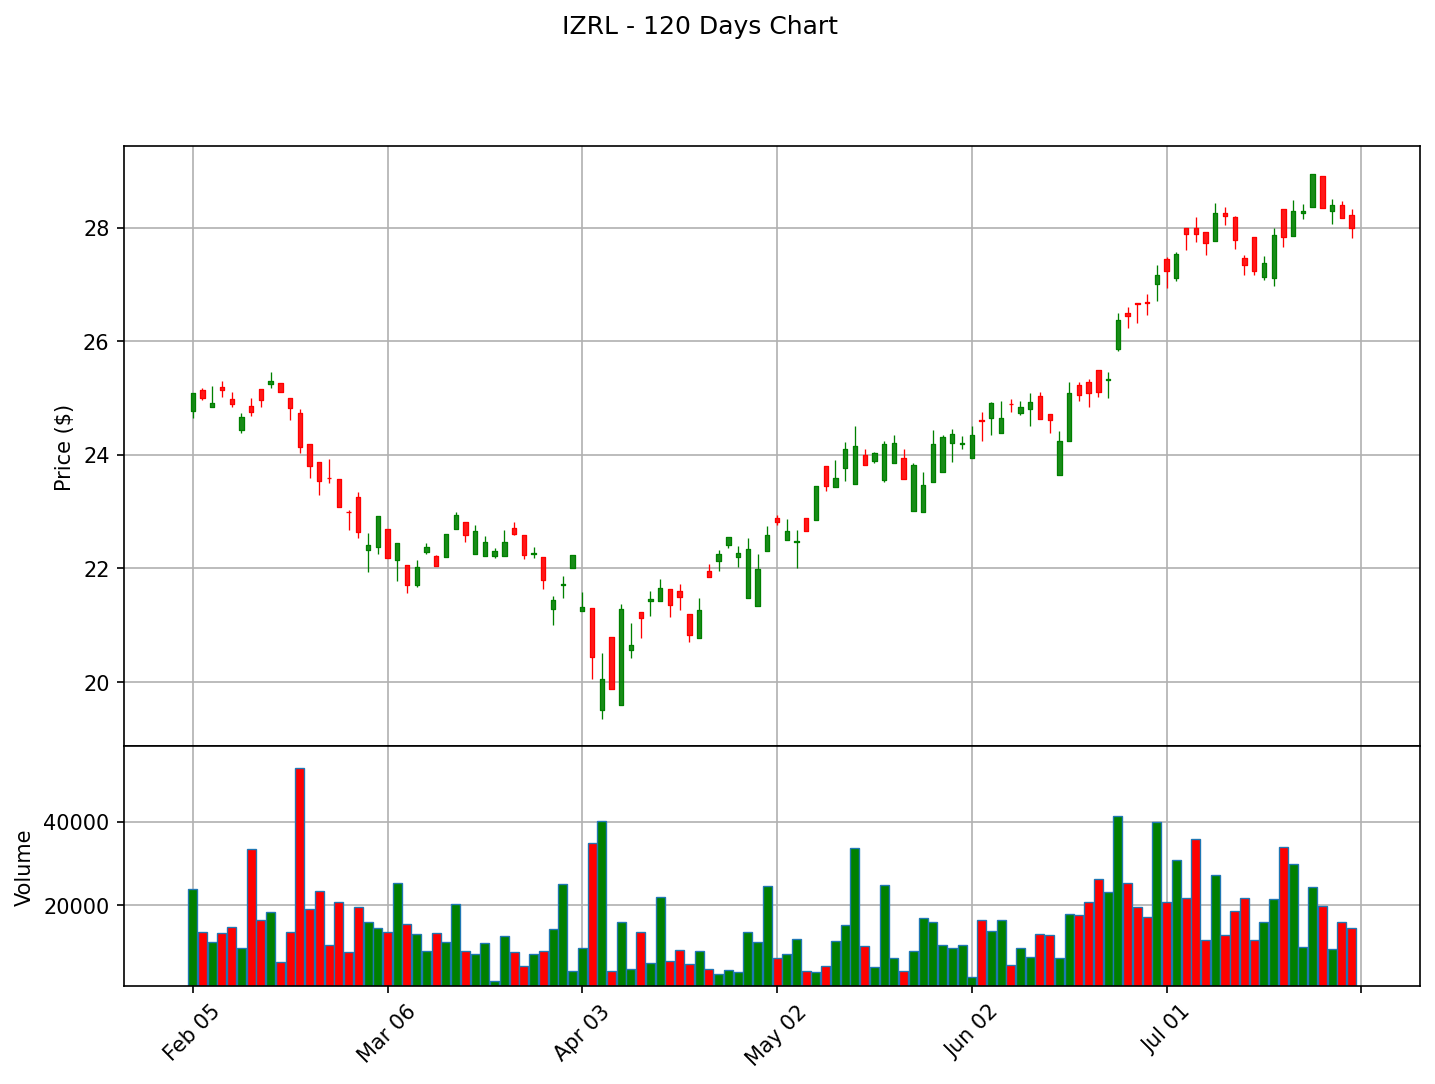 IZRL - 120 Days Chart
28
26
24
22
20
Price ($)
40000
20000
Volume
Feb 05
Mar 06
Apr 03
May 02
Jun 02
Jul 01